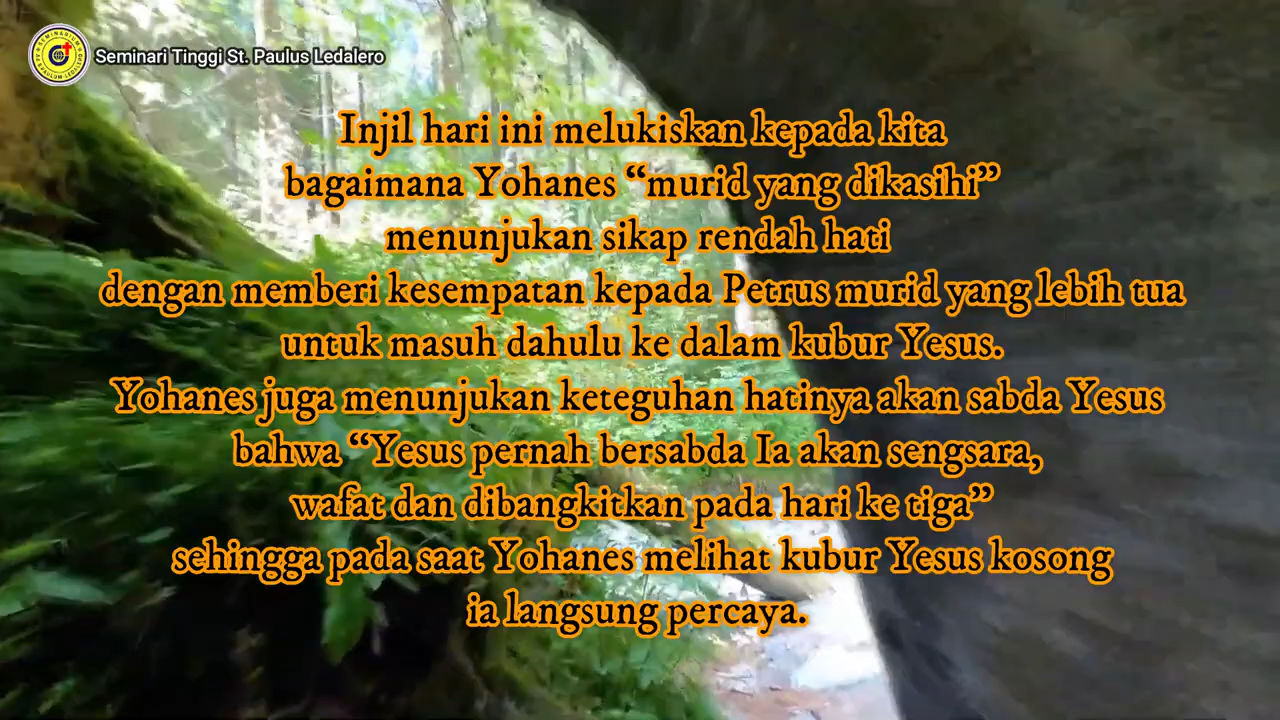 Seminari Tinggi St. Paulus Ledalero
Injil hari ini melukiskan kepada kita
bagaimana Yohanes “murid yang dikasihi”
menunjukan sikap rendah hati
dengan memberi kesempatan kepada Petrus murid yang lebih tua
untuk masuh dahulu ke dalam kubur Yesus.
Yohanes juga menunjukan keteguhan hatinya akan sabda Yesus
bahwa “Yesus pernah bersabda Ia akan sengsara,
wafat dan dibangkitkan pada hari ke tiga”
sehingga pada saat Yohanes melihat kubur Yesus kosong
ia langsung percaya.